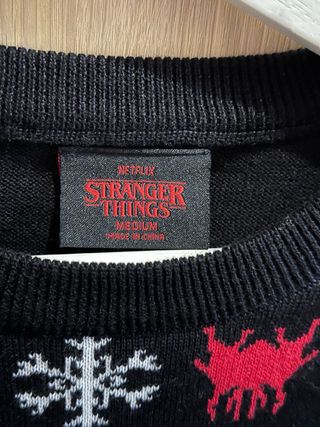 NETFLIX
STRANGER
THINGS
MEDIUM
MADE IN CHINA